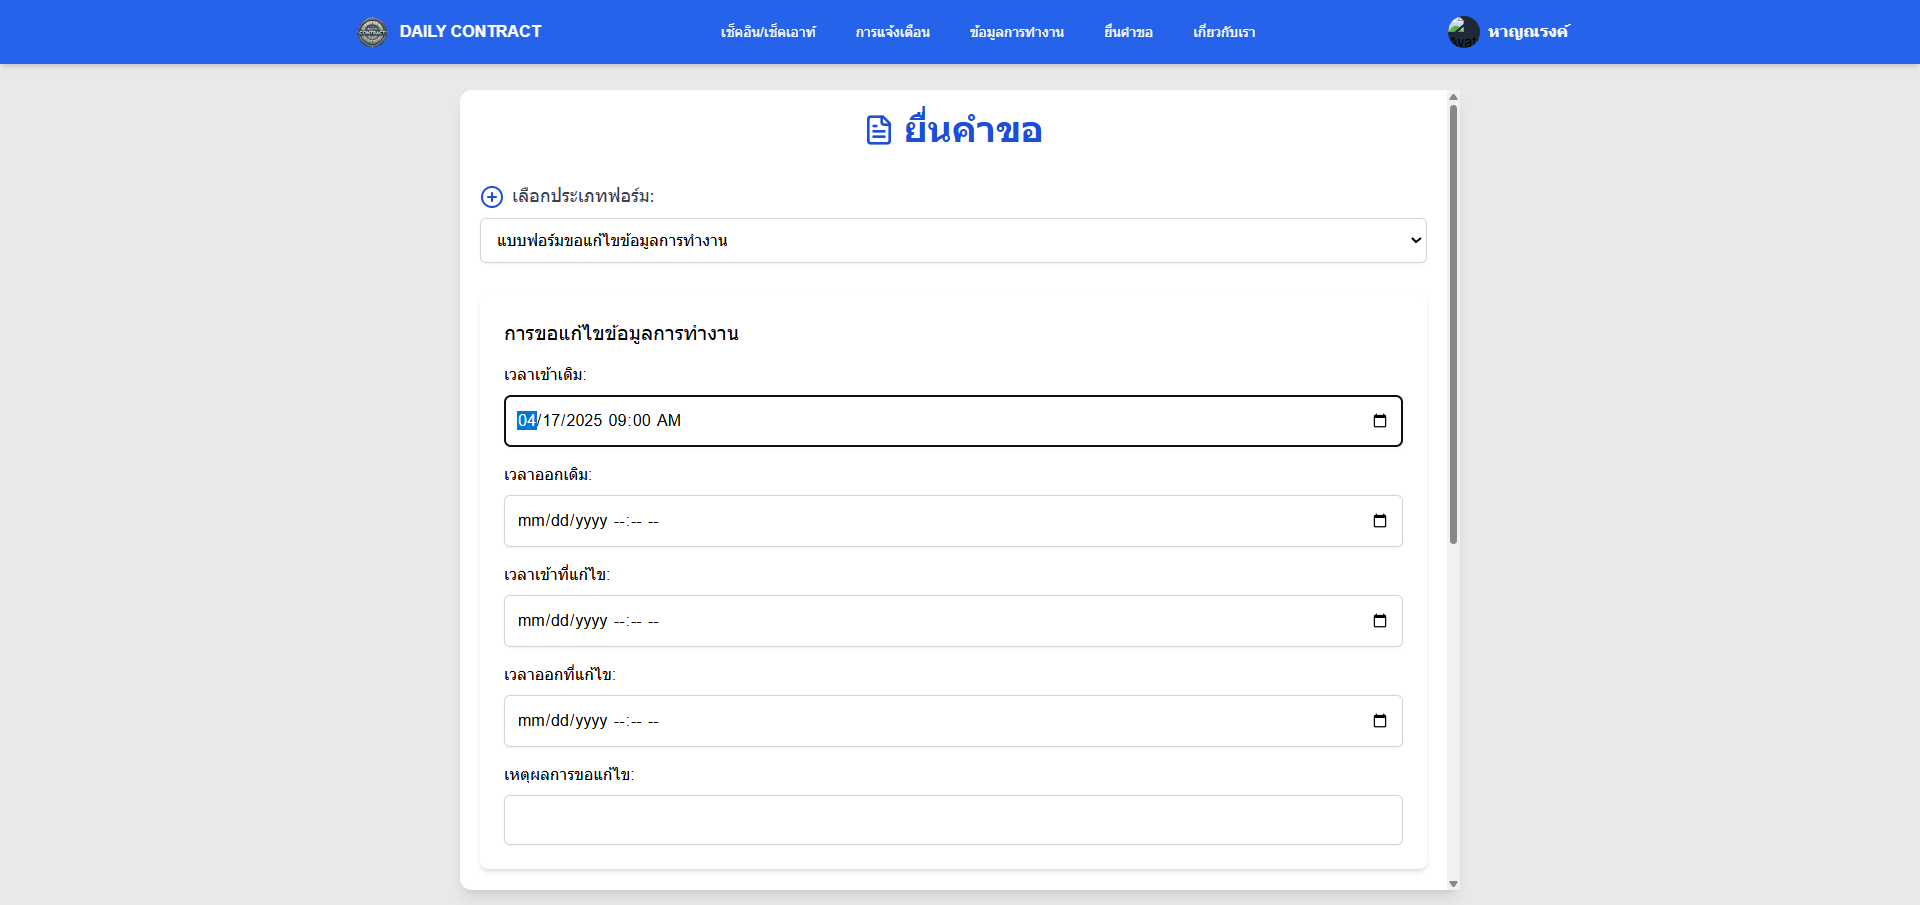 CONTRACT
DAILY CONTRACT
เช็คอิน/เช็คเอาท์
การแจ้งเตือน
ข้อมูลการทำงาน
ยื่นคำขอ
เกี่ยวกับเรา
หาญณรงค์
ยื่นคำขอ
เลือกประเภทฟอร์ม:
แบบฟอร์มขอแก้ไขข้อมูลการทำงาน
การขอแก้ไขข้อมูลการทำงาน
เวลาเข้าเดิม:
04/17/2025 09:00 AM
เวลาออกเดิม:
mm/dd/yyyy --:-- --
เวลาเข้าที่แก้ไข:
mm/dd/yyyy --:-- --
เวลาออกที่แก้ไข:
mm/dd/yyyy --:-- --
เหตุผลการขอแก้ไข: